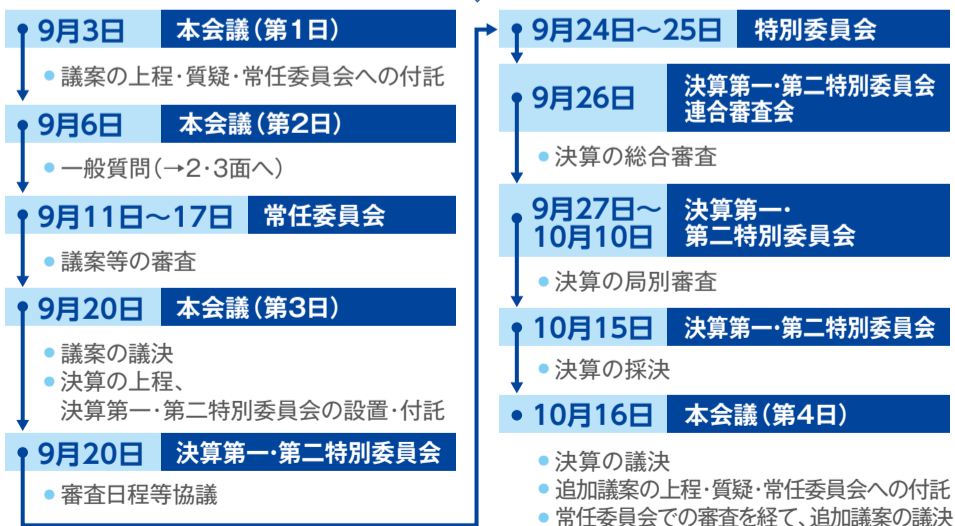 9月3日 本会議(第1日)
●議案の上程・質疑・常任委員会への付託
9月6日 本会議(第2日)
●一般質問(→2・3面へ)
9月11日〜17日 常任委員会
●議案等の審査
9月20日 本会議(第3日)
●議案の議決
●決算の上程、
決算第一・第二特別委員会の設置・付託
9月20日 決算第一・第二特別委員会
●審査日程等協議
9月24日〜25日 特別委員会
9月26日 決算第一・第二特別委員会
連合審査会
●決算の総合審査
9月27日〜 決算第一・
10月10日 第二特別委員会
●決算の局別審査
10月15日 決算第一・第二特別委員会
●決算の採決
10月16日 本会議(第4日)
●決算の議決
●追加議案の上程・質疑・常任委員会への付託
●常任委員会での審査を経て、追加議案の議決